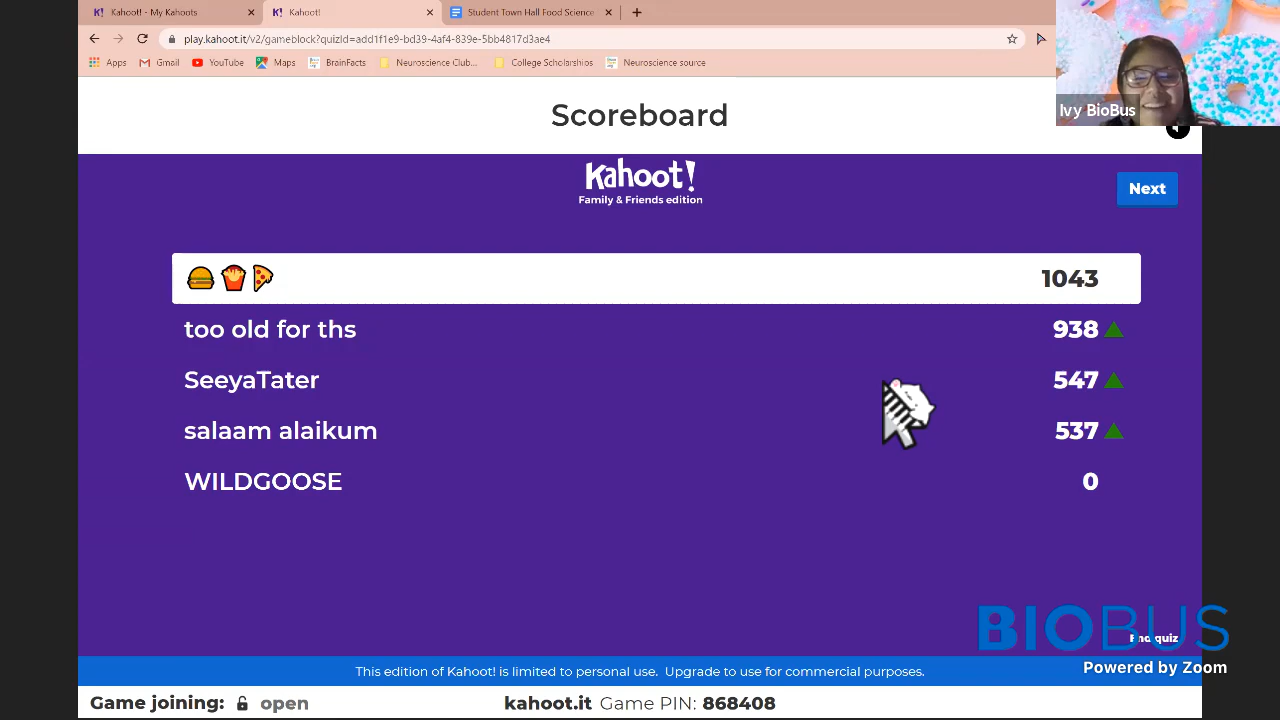 Kahoot! - My Kahoots
Kahoot!
Student Town Hall Food Science
play.kahoot.it/v2/gameblock?quizId=add1f1e9-bd39-4af4-839e-5bb4817d3ae4
Apps
Gmail
YouTube
Maps
BrainFacts
Neuroscience Club...
College Scholarships
Neuroscience source
Ivy BioBus
Scoreboard
Kahoot!
Family & Friends edition
Next
1043
too old for ths 938
SeeyaTater 547
salaam alaikum 537
WILDGOOSE 0
BIOBUS
End quiz
Powered by Zoom
This edition of Kahoot! is limited to personal use. Upgrade to use for commercial purposes.
Game joining: open
kahoot.it Game PIN: 868408